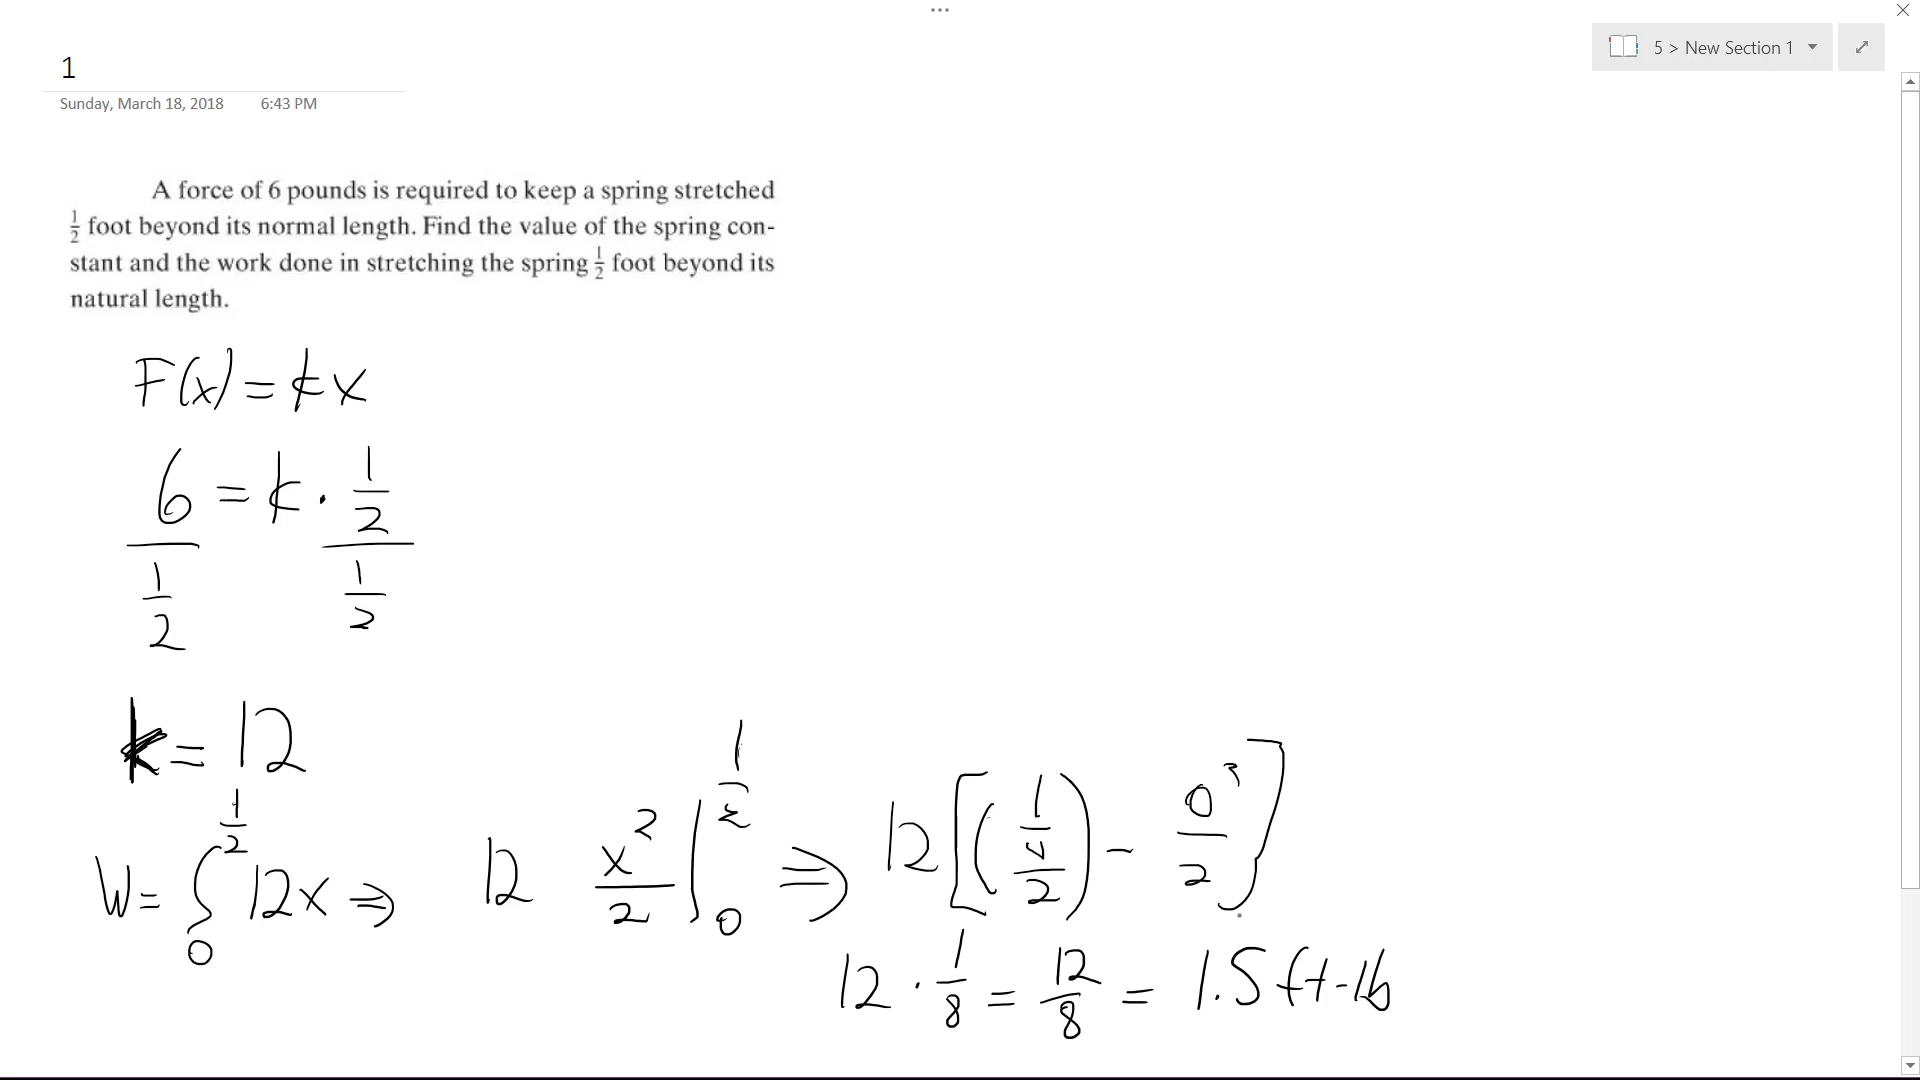 5 > New Section 1
1
Sunday, March 18, 2018 6:43 PM
A force of 6 pounds is required to keep a spring stretched
1/2 foot beyond its normal length. Find the value of the spring con-
stant and the work done in stretching the spring 1/2 foot beyond its
natural length.
F(x) = kx
6 = k · 1/2
1/2 1/2
k = 12
W = ∫₀^(1/2) 12x ⇒ 12 x²/2 |₀^(1/2) ⇒ 12[((1/4)/2) - 0²/2]
12 · 1/8 = 12/8 = 1.5 ft-lb